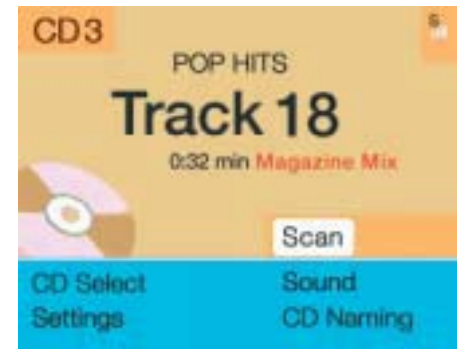 CD3
S
POP HITS
Track 18
0:32 min Magazine Mix
Scan
CD Select Sound
Settings CD Naming